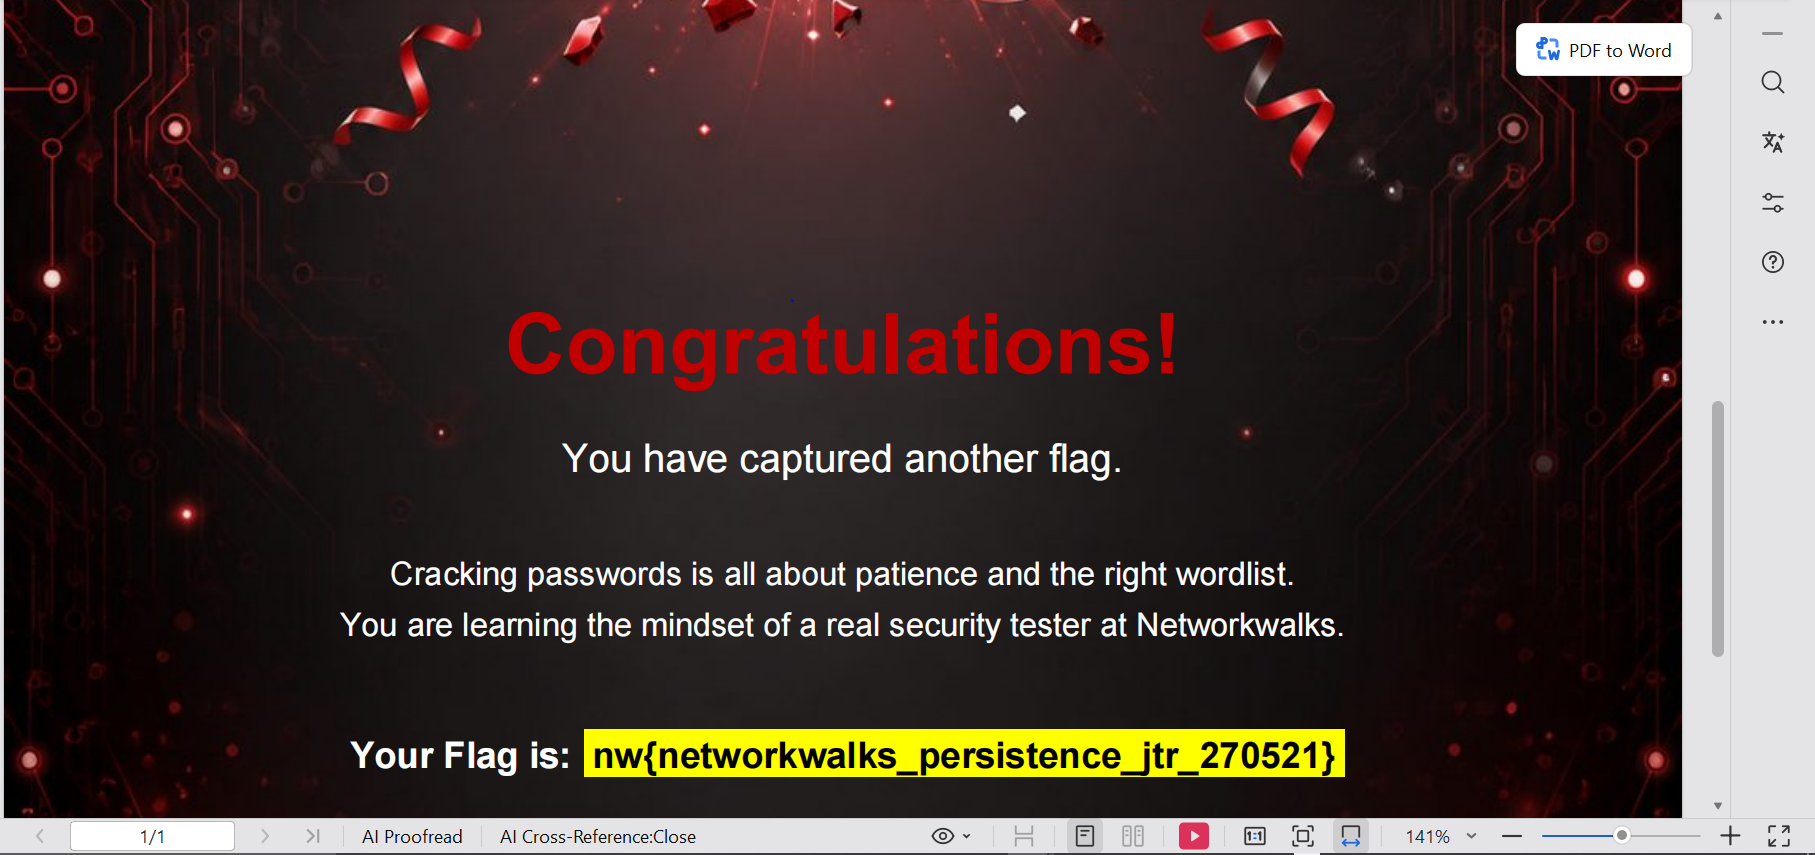 PDF to Word
Congratulations!
You have captured another flag.
Cracking passwords is all about patience and the right wordlist.
You are learning the mindset of a real security tester at Networkwalks.
Your Flag is: nw{networkwalks_persistence_jtr_270521}
1/1 AI Proofread AI Cross-Reference:Close 1:1 141%